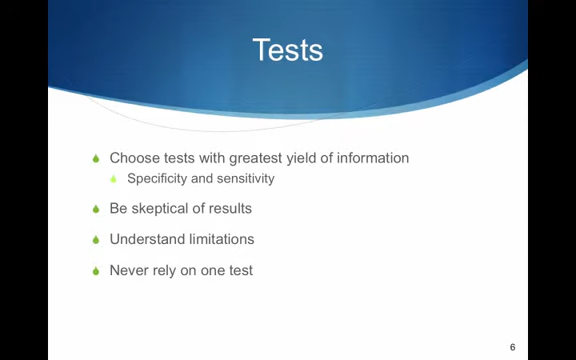 Tests
Choose tests with greatest yield of information
Specificity and sensitivity
Be skeptical of results
Understand limitations
Never rely on one test
6